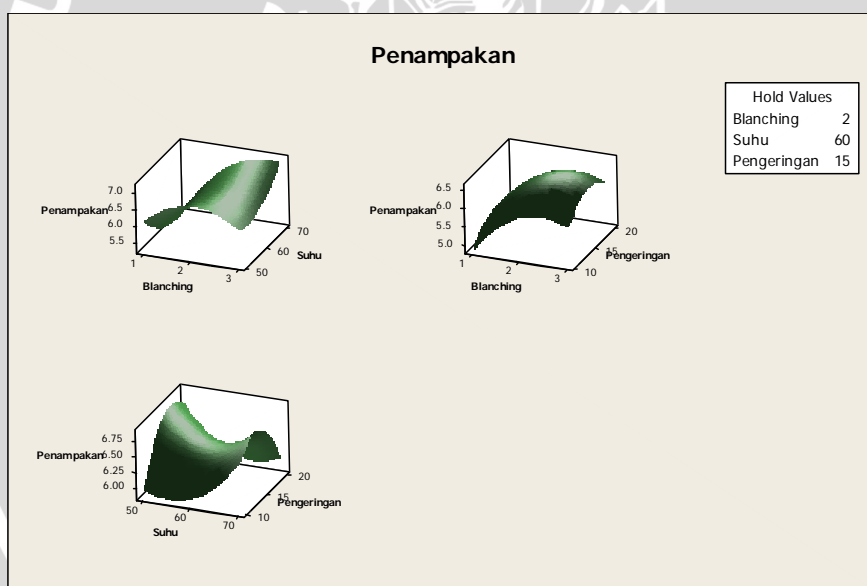 Penampakan
Hold Values
Blanching 2
Suhu 60
Pengeringan 15
7.0
6.5
6.0
5.5
Penampakan
1
2
3
Blanching
50
60
70
Suhu
6.5
6.0
5.5
5.0
Penampakan
1
2
3
Blanching
10
15
20
Pengeringan
6.75
6.50
6.25
6.00
Penampakan
50
60
70
Suhu
10
15
20
Pengeringan